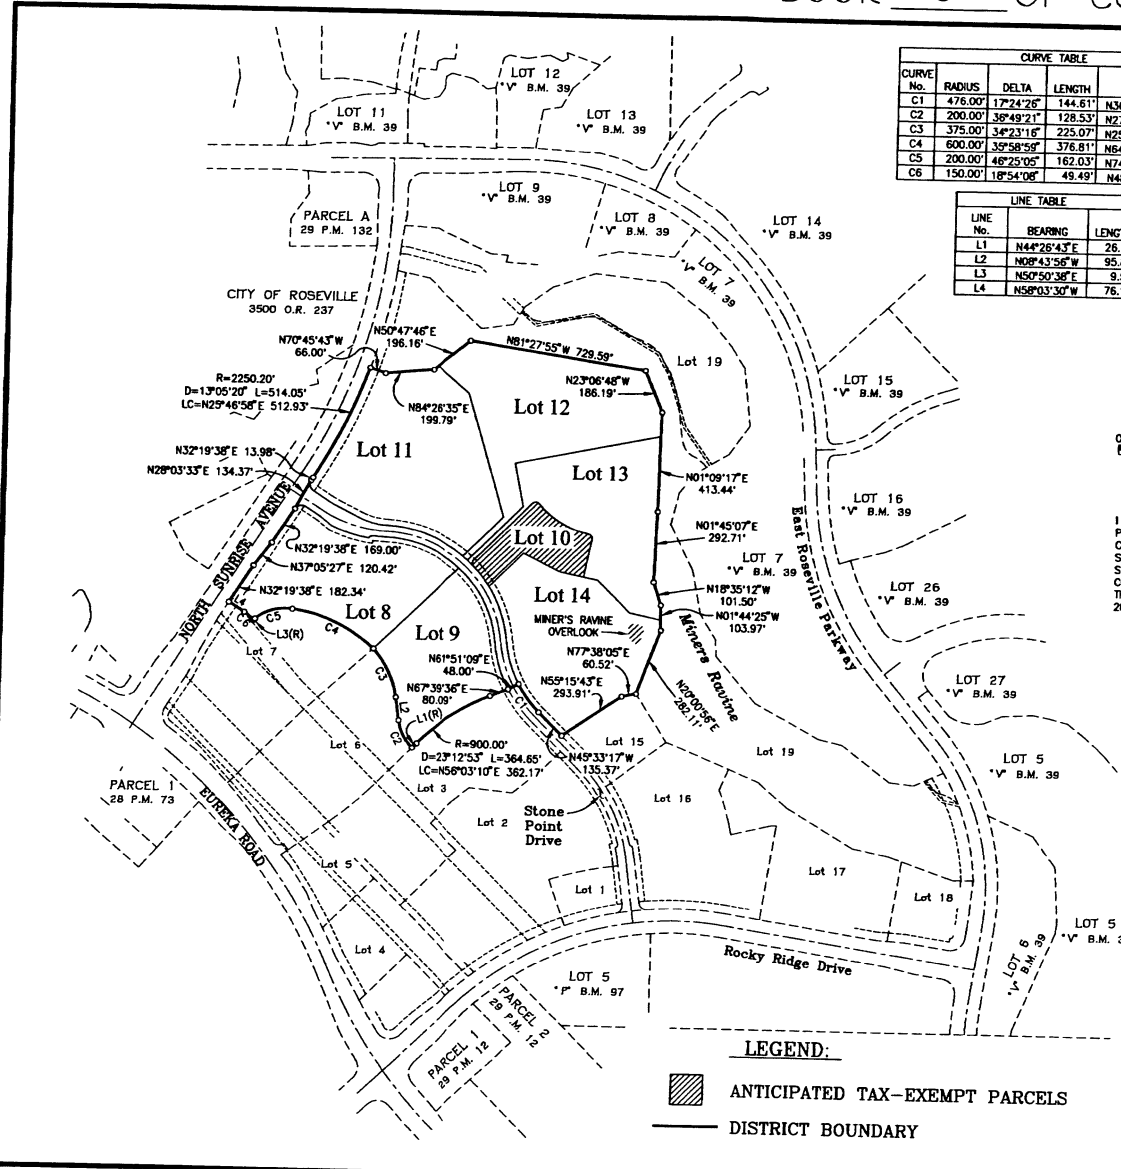 CURVE TABLE
CURVE No. RADIUS DELTA LENGTH
C1 476.00' 17°24'26" 144.61'
C2 200.00' 36°49'21" 128.53'
C3 375.00' 34°23'16" 225.07'
C4 600.00' 35°58'59" 376.81'
C5 200.00' 46°25'05" 162.03'
C6 150.00' 18°54'08" 49.49'
LINE TABLE
LINE No. BEARING
L1 N44°26'43"E 26.
L2 N08°43'56"W 95.
L3 N50°50'38"E 9.
L4 N58°03'30"W 76.
LOT 12
"V" B.M. 39
LOT 11
"V" B.M. 39
LOT 13
"V" B.M. 39
LOT 9
"V" B.M. 39
LOT 8
"V" B.M. 39
LOT 14
"V" B.M. 39
PARCEL A
29 P.M. 132
LOT 7
"V" B.M. 39
CITY OF ROSEVILLE
3500 O.R. 237
N70°45'43"W
66.00'
N50°47'46"E
196.16'
N81°27'55"W 729.59'
Lot 19
R=2250.20'
D=13°05'20" L=514.05'
LC=N25°46'58"E 512.93'
N84°26'35"E
199.79'
N23°06'48"W
186.19'
LOT 15
"V" B.M. 39
Lot 12
Lot 11
N32°19'38"E 13.98'
N28°03'33"E 134.37'
Lot 13
N01°09'17"E
413.44'
LOT 16
"V" B.M. 39
NORTH SUNRISE AVENUE
East Roseville Parkway
N01°45'07"E
292.71'
Lot 10
N32°19'38"E 169.00'
N37°05'27"E 120.42'
N32°19'38"E 182.34'
LOT 7
"V" B.M. 39
N18°35'12"W
101.50'
N01°44'25"W
103.97'
LOT 26
"V" B.M. 39
Lot 14
MINER'S RAVINE
OVERLOOK
Lot 8
Lot 9
L4
C6
C5
C4
L3(R)
Lot 7
N77°38'05"E
60.52'
Miners Ravine
N61°51'09"E
48.00'
N55°15'43"E
293.91'
N67°39'36"E
80.09'
N20°00'56"E
282.11'
LOT 27
"V" B.M. 39
C3
L2
C2
L1(R)
C1
R=900.00'
D=23°12'53" L=364.65'
LC=N56°03'10"E 362.17'
N45°33'17"W
135.37'
Lot 15
Lot 6
Lot 19
LOT 5
"V" B.M. 39
PARCEL 1
28 P.M. 73
EUREKA ROAD
Lot 3
Lot 2
Stone
Point
Drive
Lot 16
Lot 5
Lot 1
Lot 17
Lot 18
Lot 4
Rocky Ridge Drive
LOT 5
"V" B.M.
LOT 6
"V" B.M. 39
LOT 5
"P" B.M. 97
PARCEL 2
29 P.M. 12
PARCEL 1
29 P.M. 12
LEGEND:
ANTICIPATED TAX-EXEMPT PARCELS
DISTRICT BOUNDARY